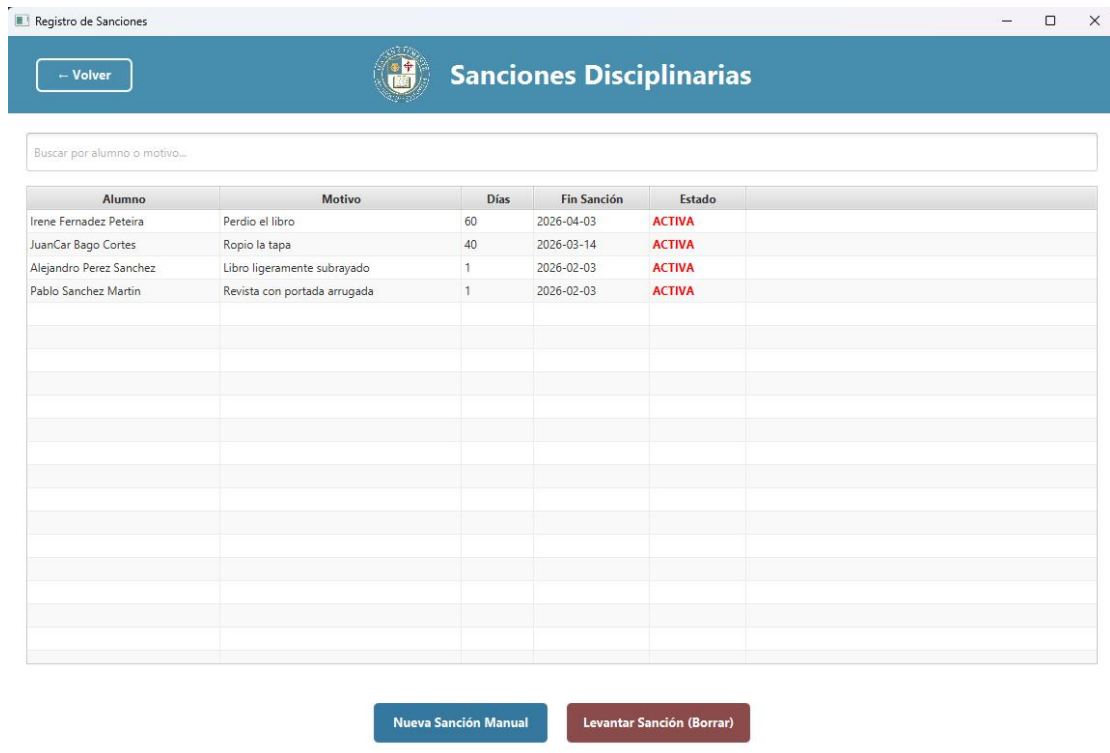 Registro de Sanciones
← Volver
Sanciones Disciplinarias
Buscar por alumno o motivo...
Alumno Motivo Días Fin Sanción Estado
Irene Fernadez Peteira Perdio el libro 60 2026-04-03 ACTIVA
JuanCar Bago Cortes Ropio la tapa 40 2026-03-14 ACTIVA
Alejandro Perez Sanchez Libro ligeramente subrayado 1 2026-02-03 ACTIVA
Pablo Sanchez Martin Revista con portada arrugada 1 2026-02-03 ACTIVA
Nueva Sanción Manual Levantar Sanción (Borrar)